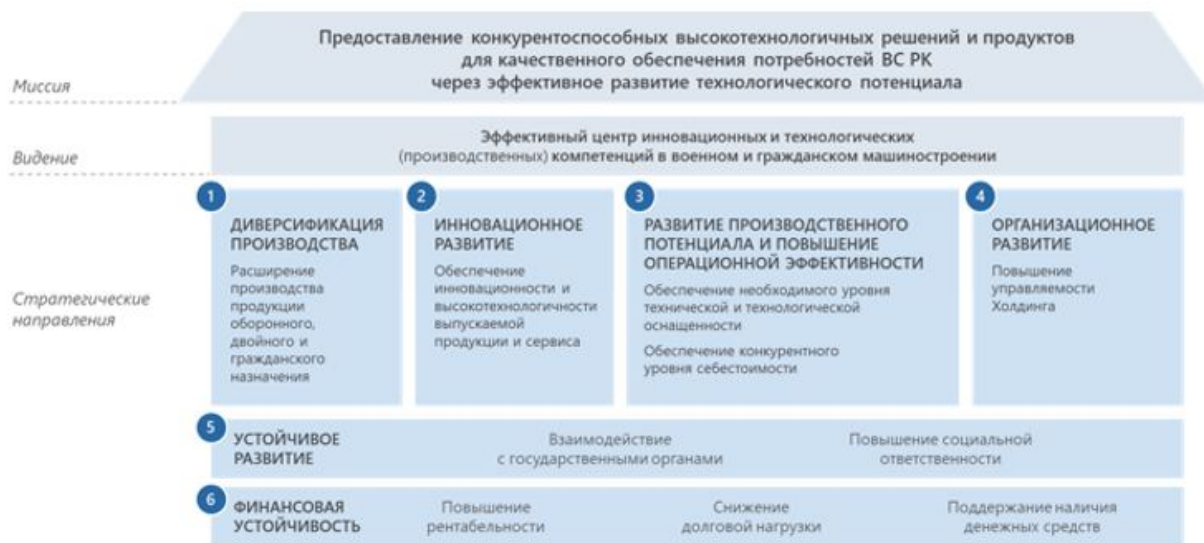 Предоставление конкурентоспособных высокотехнологичных решений и продуктов
для качественного обеспечения потребностей ВС РК
через эффективное развитие технологического потенциала
Миссия
Эффективный центр инновационных и технологических
(производственных) компетенций в военном и гражданском машиностроении
Видение
Стратегические
направления
1
ДИВЕРСИФИКАЦИЯ
ПРОИЗВОДСТВА
Расширение
производства
продукции
оборонного,
двойного и
гражданского
назначения
2
ИННОВАЦИОННОЕ
РАЗВИТИЕ
Обеспечение
инновационности и
высокотехнологичности
выпускаемой
продукции и сервиса
3
РАЗВИТИЕ ПРОИЗВОДСТВЕННОГО
ПОТЕНЦИАЛА И ПОВЫШЕНИЕ
ОПЕРАЦИОННОЙ ЭФФЕКТИВНОСТИ
Обеспечение необходимого уровня
технической и технологической
оснащенности
Обеспечение конкурентного
уровня себестоимости
4
ОРГАНИЗАЦИОННОЕ
РАЗВИТИЕ
Повышение
управляемости
Холдинга
5
УСТОЙЧИВОЕ
РАЗВИТИЕ
Взаимодействие
с государственными органами
Повышение социальной
ответственности
6
ФИНАНСОВАЯ
УСТОЙЧИВОСТЬ
Повышение
рентабельности
Снижение
долговой нагрузки
Поддержание наличия
денежных средств